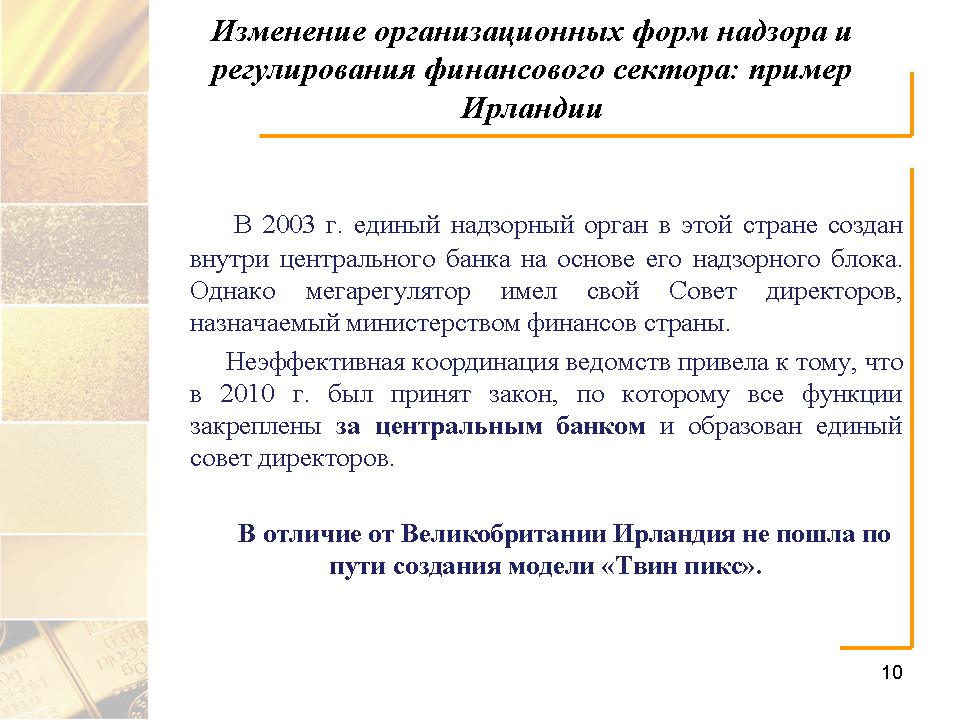 Изменение организационных форм надзора и
регулирования финансового сектора: пример
Ирландии
В 2003 г. единый надзорный орган в этой стране создан
внутри центрального банка на основе его надзорного блока.
Однако мегарегулятор имел свой Совет директоров,
назначаемый министерством финансов страны.
Неэффективная координация ведомств привела к тому, что
в 2010 г. был принят закон, по которому все функции
закреплены за центральным банком и образован единый
совет директоров.
В отличие от Великобритании Ирландия не пошла по
пути создания модели «Твин пикс».
10